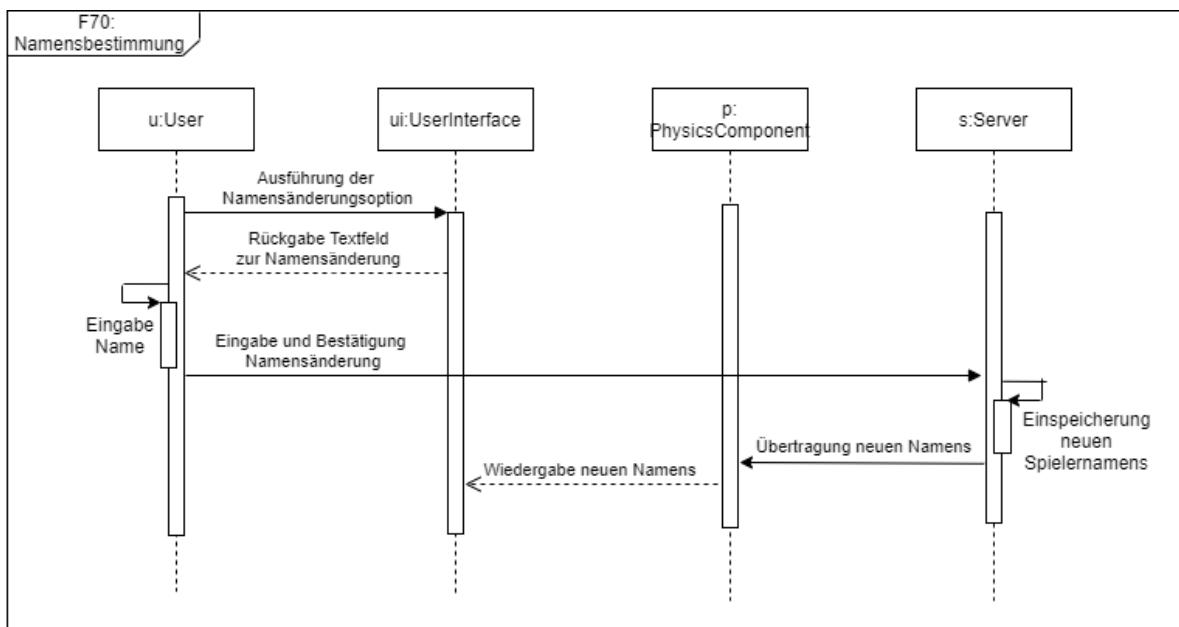 F70:
Namensbestimmung
u:User
ui:UserInterface
p:
PhysicsComponent
s:Server
Ausführung der
Namensänderungsoption
Rückgabe Textfeld
zur Namensänderung
Eingabe
Name
Eingabe und Bestätigung
Namensänderung
Einspeicherung
neuen
Spielernamens
Übertragung neuen Namens
Wiedergabe neuen Namens